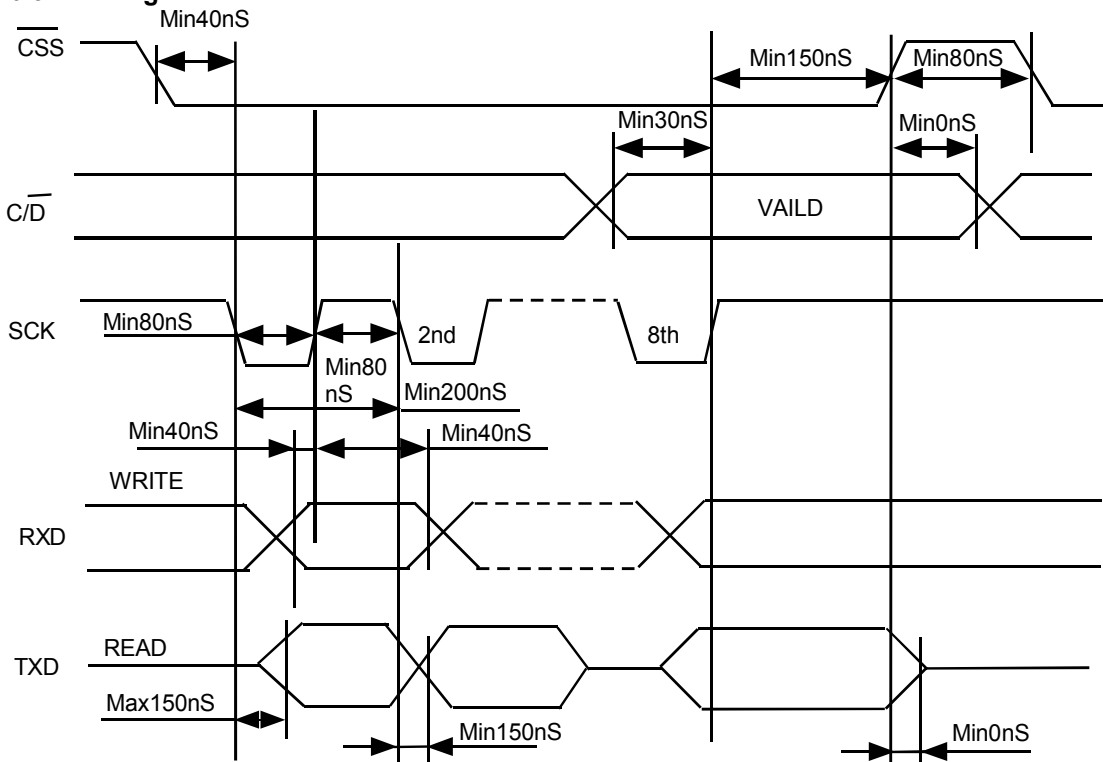 Min40nS
CSS
Min150nS
Min80nS
Min30nS
Min0nS
C/D
VAILD
SCK
Min80nS
2nd
8th
Min80
nS
Min200nS
Min40nS
Min40nS
WRITE
RXD
READ
TXD
Max150nS
Min150nS
Min0nS